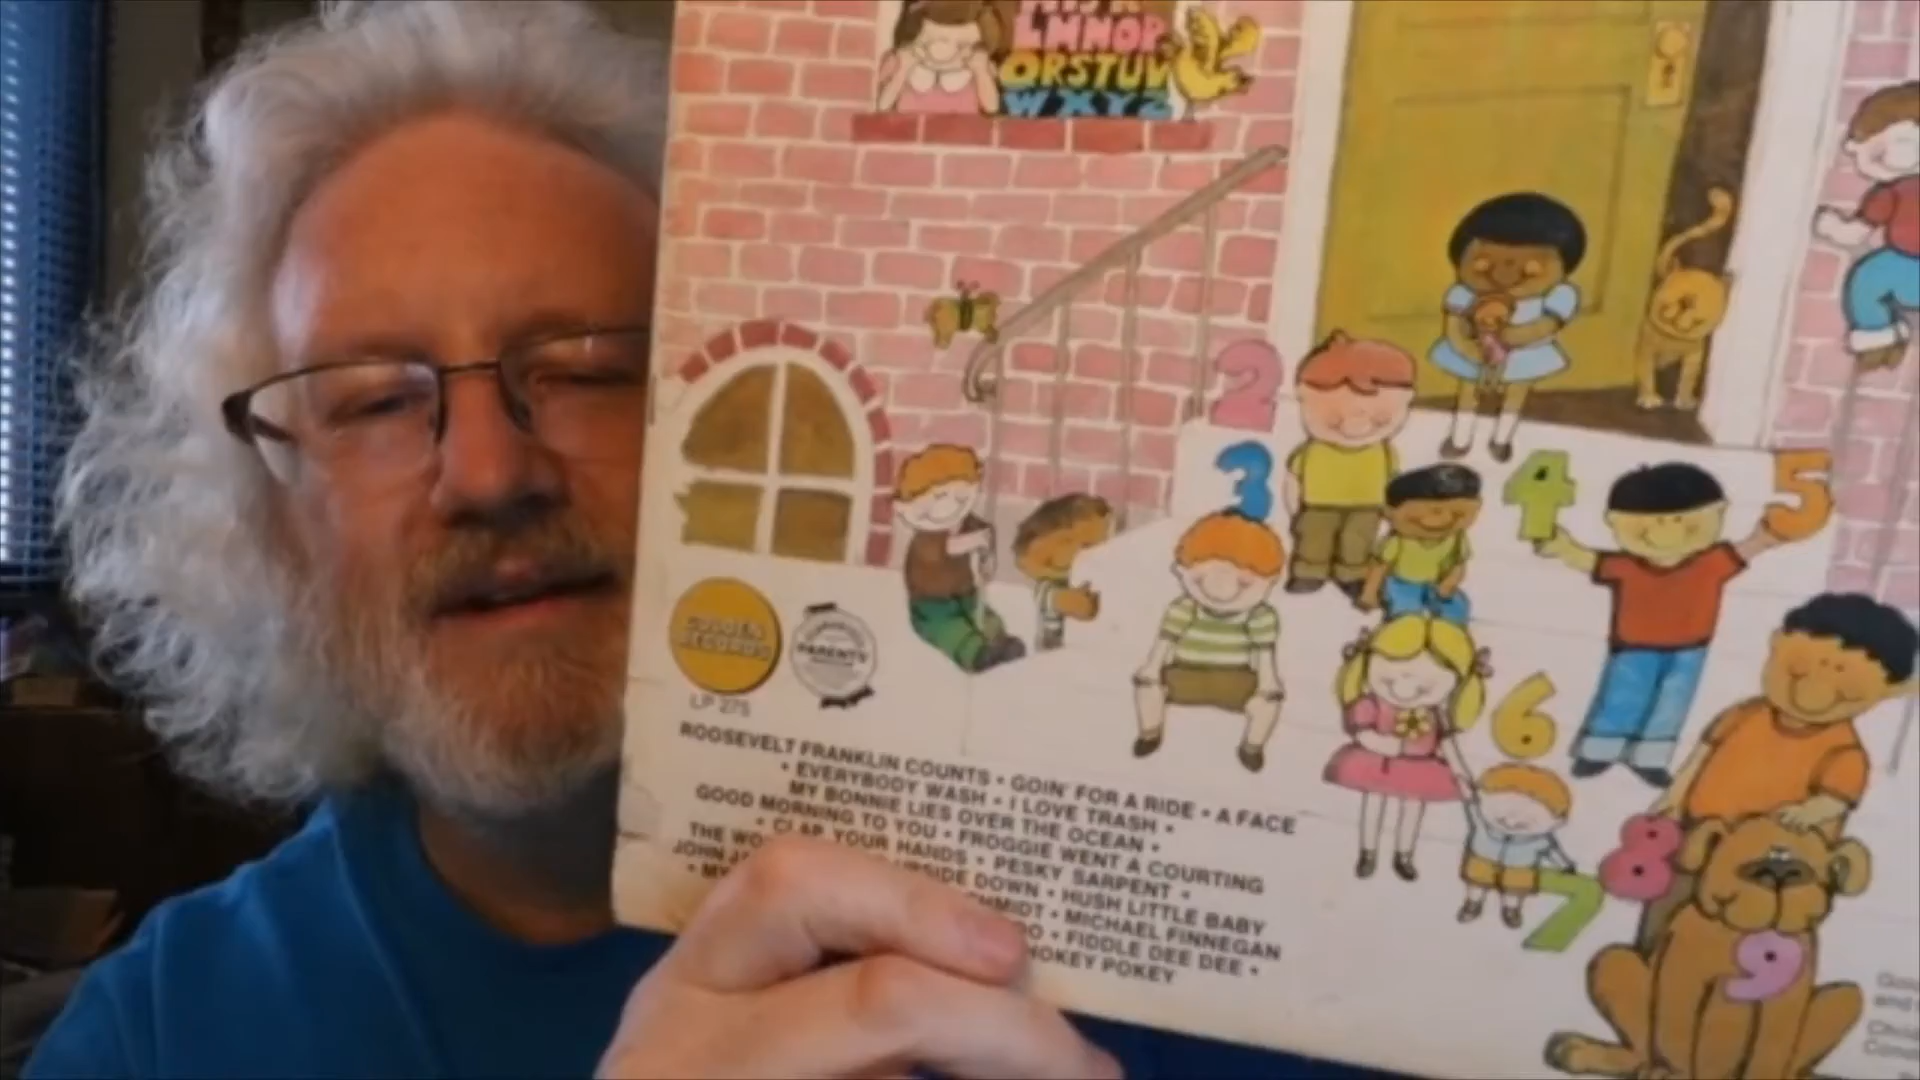 LMNOP
QRSTUV
WXYZ
2
3
4
5
6
7
8
9
GOLDEN
RECORDS
PARENTS'
LP 275
ROOSEVELT FRANKLIN COUNTS • GOIN' FOR A RIDE • A FACE
• EVERYBODY WASH • I LOVE TRASH •
MY BONNIE LIES OVER THE OCEAN •
GOOD MORNING TO YOU • FROGGIE WENT A COURTING
• CLAP YOUR HANDS • PESKY SARPENT •
THE UPSIDE DOWN • HUSH LITTLE BABY
JOHN • MICHAEL FINNEGAN
• MY • FIDDLE DEE DEE •
HOKEY POKEY